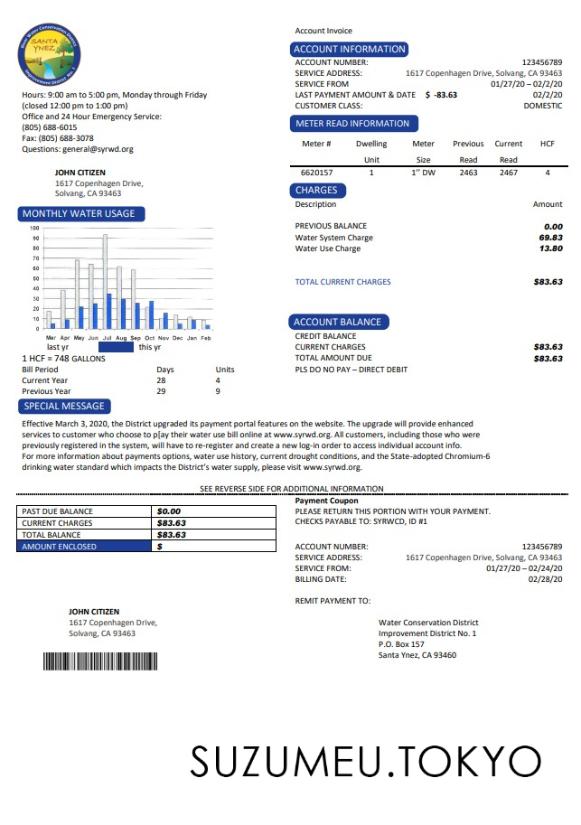 SANTA
YNEZ
Hours: 9:00 am to 5:00 pm, Monday through Friday
(closed 12:00 pm to 1:00 pm)
Office and 24 Hour Emergency Service:
(805) 688-6015
Fax: (805) 688-3078
Questions: general@syrwd.org
JOHN CITIZEN
1617 Copenhagen Drive,
Solvang, CA 93463
Account Invoice
ACCOUNT INFORMATION
ACCOUNT NUMBER: 123456789
SERVICE ADDRESS: 1617 Copenhagen Drive, Solvang, CA 93463
SERVICE FROM 01/27/20 – 02/2/20
LAST PAYMENT AMOUNT & DATE $ -83.63 02/2/20
CUSTOMER CLASS: DOMESTIC
METER READ INFORMATION
Meter # Dwelling Meter Previous Current HCF
Unit Size Read Read
6620157 1 1" DW 2463 2467 4
CHARGES
Description Amount
PREVIOUS BALANCE 0.00
Water System Charge 69.83
Water Use Charge 13.80
TOTAL CURRENT CHARGES $83.63
MONTHLY WATER USAGE
100
90
80
70
60
50
40
30
20
10
0
Mar Apr May Jun Jul Aug Sep Oct Nov Dec Jan Feb
last yr this yr
1 HCF = 748 GALLONS
Bill Period Days Units
Current Year 28 4
Previous Year 29 9
ACCOUNT BALANCE
CREDIT BALANCE
CURRENT CHARGES $83.63
TOTAL AMOUNT DUE $83.63
PLS DO NO PAY – DIRECT DEBIT
SPECIAL MESSAGE
Effective March 3, 2020, the District upgraded its payment portal features on the website. The upgrade will provide enhanced
services to customer who choose to p[ay their water use bill online at www.syrwd.org. All customers, including those who were
previously registered in the system, will have to re-register and create a new log-in order to access individual account info.
For more information about payments options, water use history, current drought conditions, and the State-adopted Chromium-6
drinking water standard which impacts the District's water supply, please visit www.syrwd.org.
SEE REVERSE SIDE FOR ADDITIONAL INFORMATION
PAST DUE BALANCE $0.00
CURRENT CHARGES $83.63
TOTAL BALANCE $83.63
AMOUNT ENCLOSED $
Payment Coupon
PLEASE RETURN THIS PORTION WITH YOUR PAYMENT.
CHECKS PAYABLE TO: SYRWCD, ID #1
ACCOUNT NUMBER: 123456789
SERVICE ADDRESS: 1617 Copenhagen Drive, Solvang, CA 93463
SERVICE FROM: 01/27/20 – 02/24/20
BILLING DATE: 02/28/20
REMIT PAYMENT TO:
JOHN CITIZEN
1617 Copenhagen Drive,
Solvang, CA 93463
Water Conservation District
Improvement District No. 1
P.O. Box 157
Santa Ynez, CA 93460
SUZUMEU.TOKYO